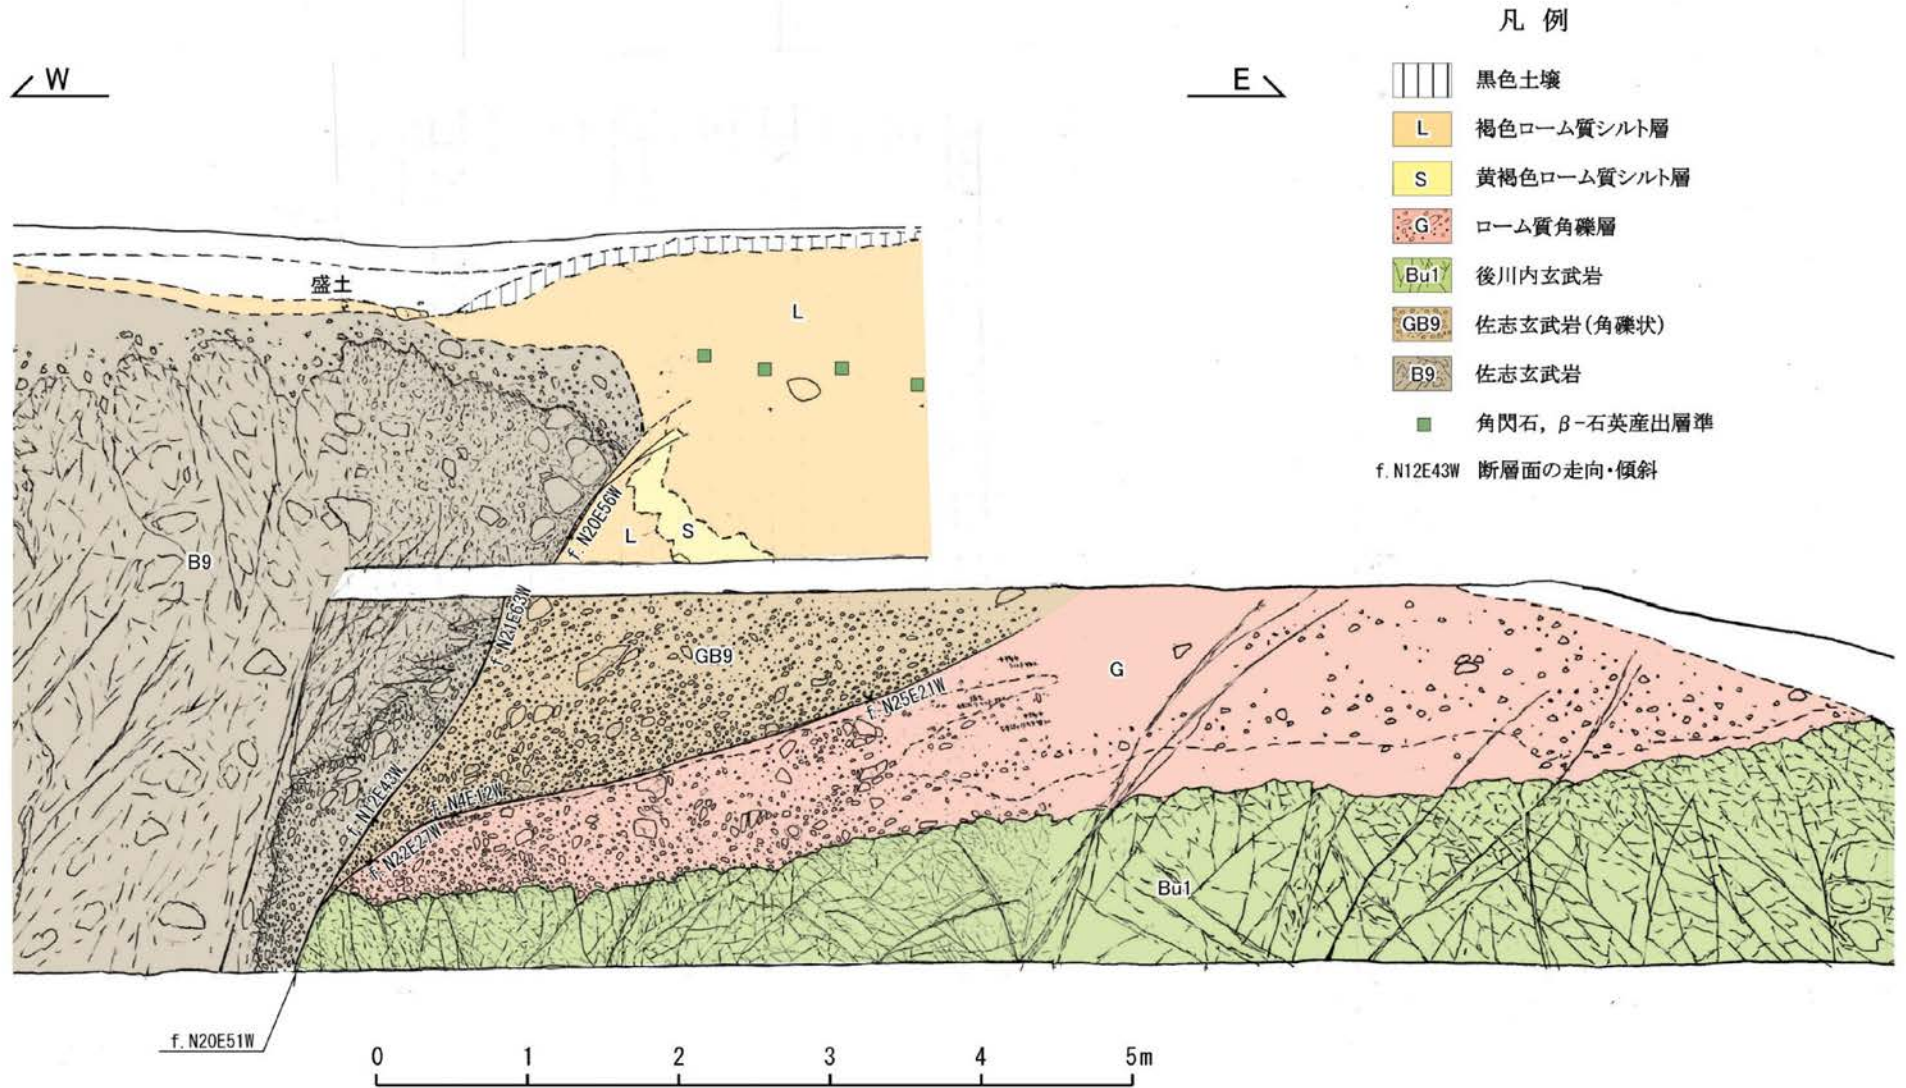 W
E
凡 例
黒色土壌
L 褐色ローム質シルト層
S 黄褐色ローム質シルト層
G ローム質角礫層
Bu1 後川内玄武岩
GB9 佐志玄武岩(角礫状)
B9 佐志玄武岩
角閃石, β-石英産出層準
f. N12E43W 断層面の走向・傾斜
盛土
L
f. N20E56W
L
S
B9
f. N21E63W
GB9
G
f. N25E21W
f. N12E43W
f. N4E12W
f. N22E27W
Bu1
f. N20E51W
0 1 2 3 4 5m